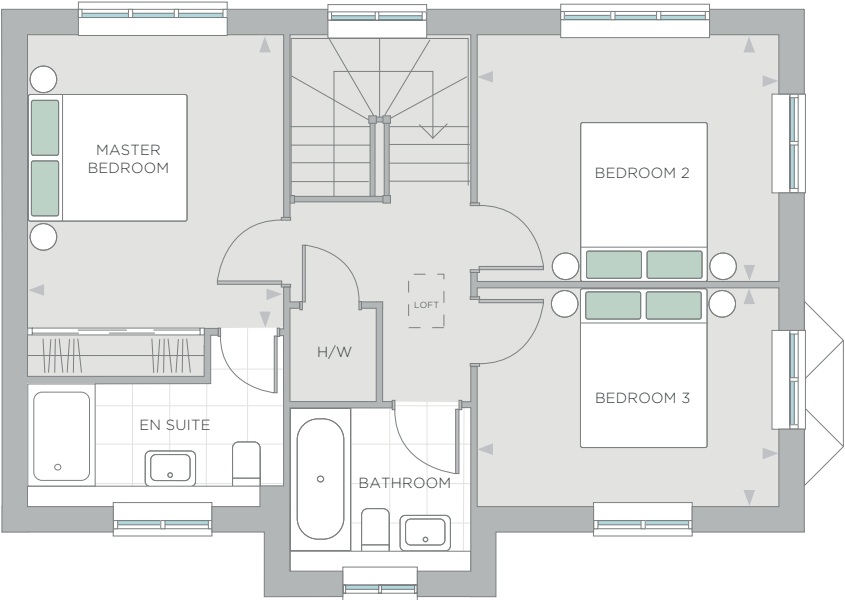 MASTER
BEDROOM
BEDROOM 2
LOFT
H/W
BEDROOM 3
EN SUITE
BATHROOM